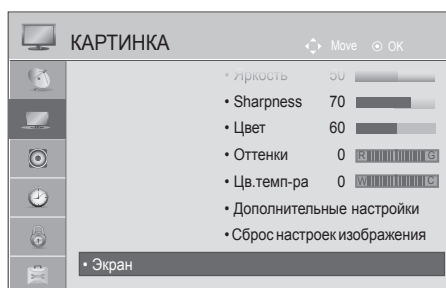 КАРТИНКА Move OK
• Яркость 50
• Sharpness 70
• Цвет 60
• Оттенки 0 R G
• Цв.темп-ра 0 W C
• Дополнительные настройки
• Сброс настроек изображения
• Экран